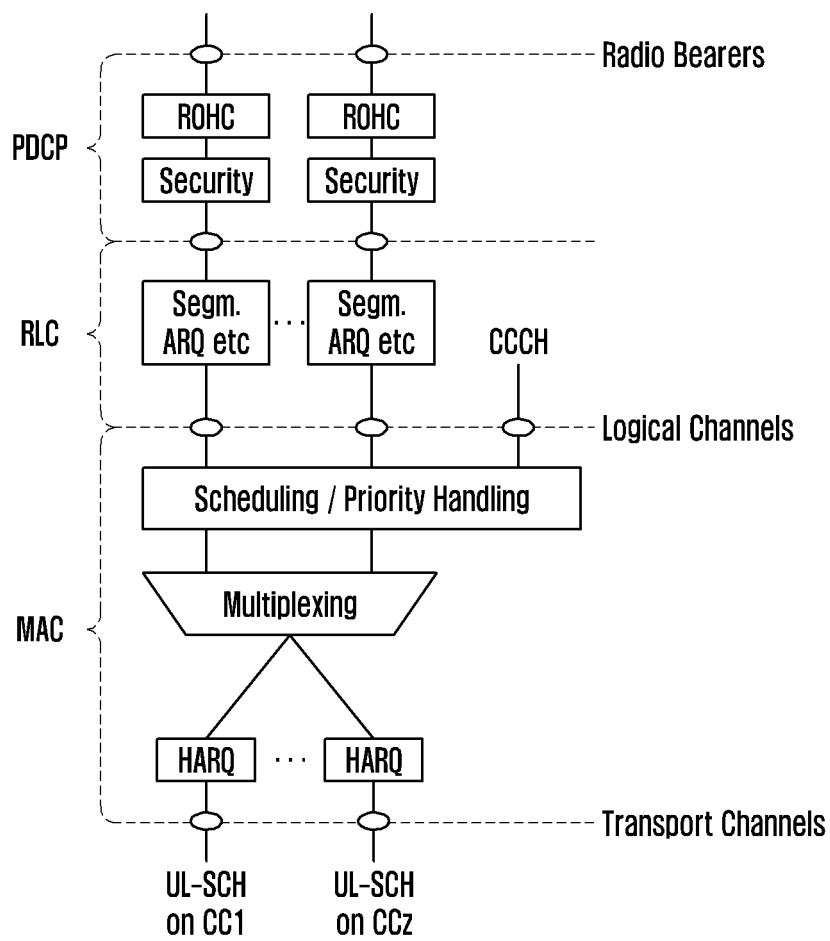 Radio Bearers
ROHC
ROHC
PDCP
Security
Security
Segm.
ARQ etc
...
Segm.
ARQ etc
RLC
CCCH
Logical Channels
Scheduling / Priority Handling
Multiplexing
MAC
HARQ
...
HARQ
Transport Channels
UL-SCH
on CC1
UL-SCH
on CCz